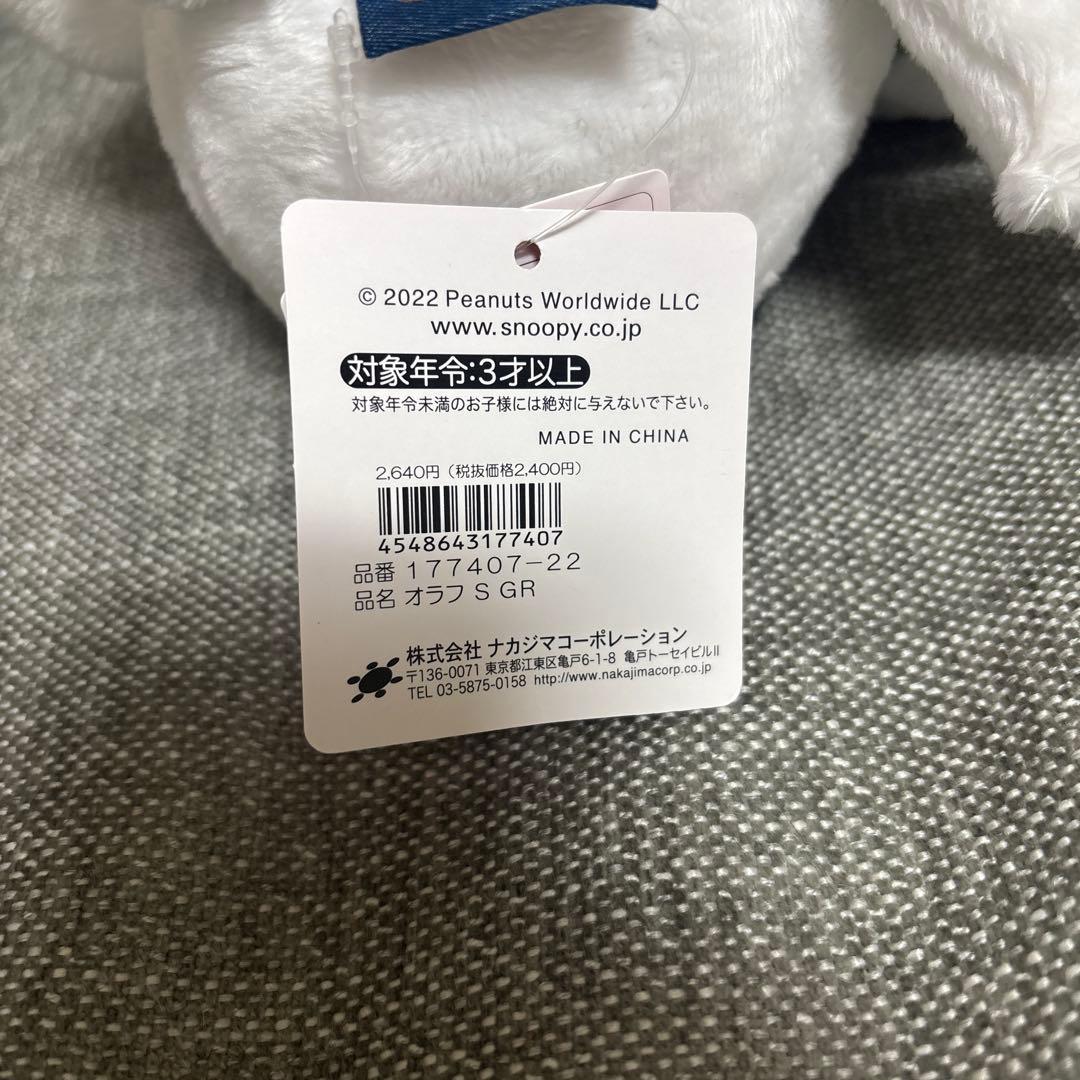 © 2022 Peanuts Worldwide LLC
www.snoopy.co.jp
対象年令:3才以上
対象年令未満のお子様には絶対に与えないで下さい。
MADE IN CHINA
2,640円（税抜価格2,400円）
4548643177407
品番 177407-22
品名 オラフ S GR
株式会社 ナカジマコーポレーション
〒136-0071 東京都江東区亀戸6-1-8 亀戸トーセイビルII
TEL 03-5875-0158 http://www.nakajimacorp.co.jp